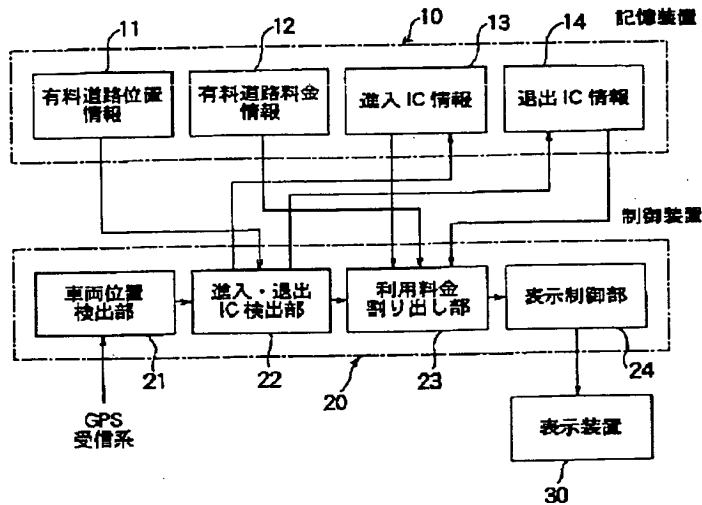 11
12
10
13
14
記憶装置
有料道路位置
情報
有料道路料金
情報
進入 IC 情報
退出 IC 情報
制御装置
車両位置
検出部
進入・退出
IC 検出部
利用料金
割り出し部
表示制御部
21
22
20
23
24
GPS
受信系
表示装置
30